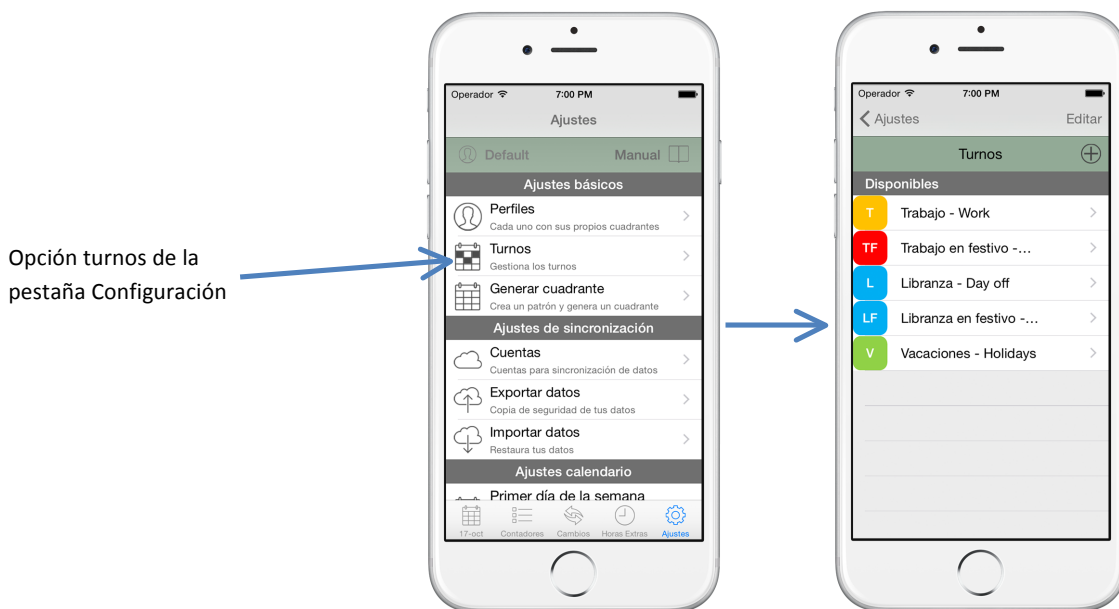 Opción turnos de la
pestaña Configuración
Operador 7:00 PM
Ajustes
Default Manual
Ajustes básicos
Perfiles
Cada uno con sus propios cuadrantes
Turnos
Gestiona los turnos
Generar cuadrante
Crea un patrón y genera un cuadrante
Ajustes de sincronización
Cuentas
Cuentas para sincronización de datos
Exportar datos
Copia de seguridad de tus datos
Importar datos
Restaura tus datos
Ajustes calendario
Primer día de la semana
17-oct Contadores Cambios Horas Extras Ajustes
Operador 7:00 PM
Ajustes Editar
Turnos
Disponibles
T Trabajo - Work
TF Trabajo en festivo -...
L Libranza - Day off
LF Libranza en festivo -...
V Vacaciones - Holidays